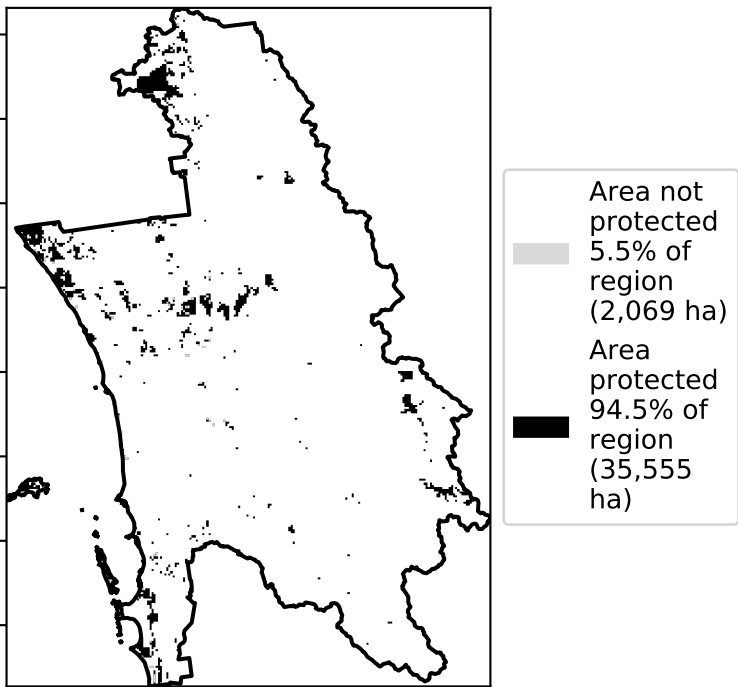 Area not
protected
5.5% of
region
(2,069 ha)
Area
protected
94.5% of
region
(35,555
ha)